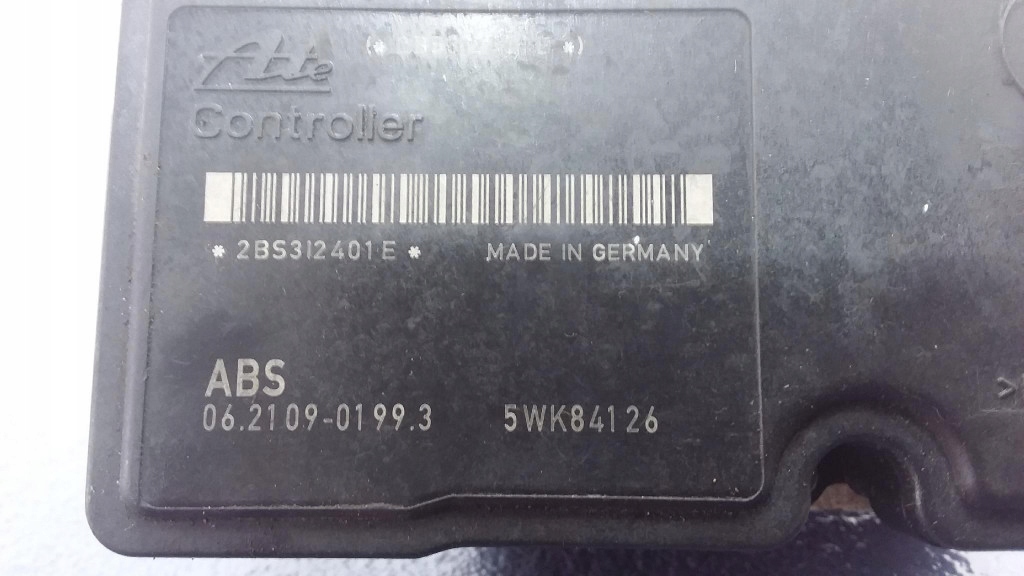 Ate
Controller
* 2BS3I2401E * MADE IN GERMANY
ABS
06.2109-0199.3 5WK84126